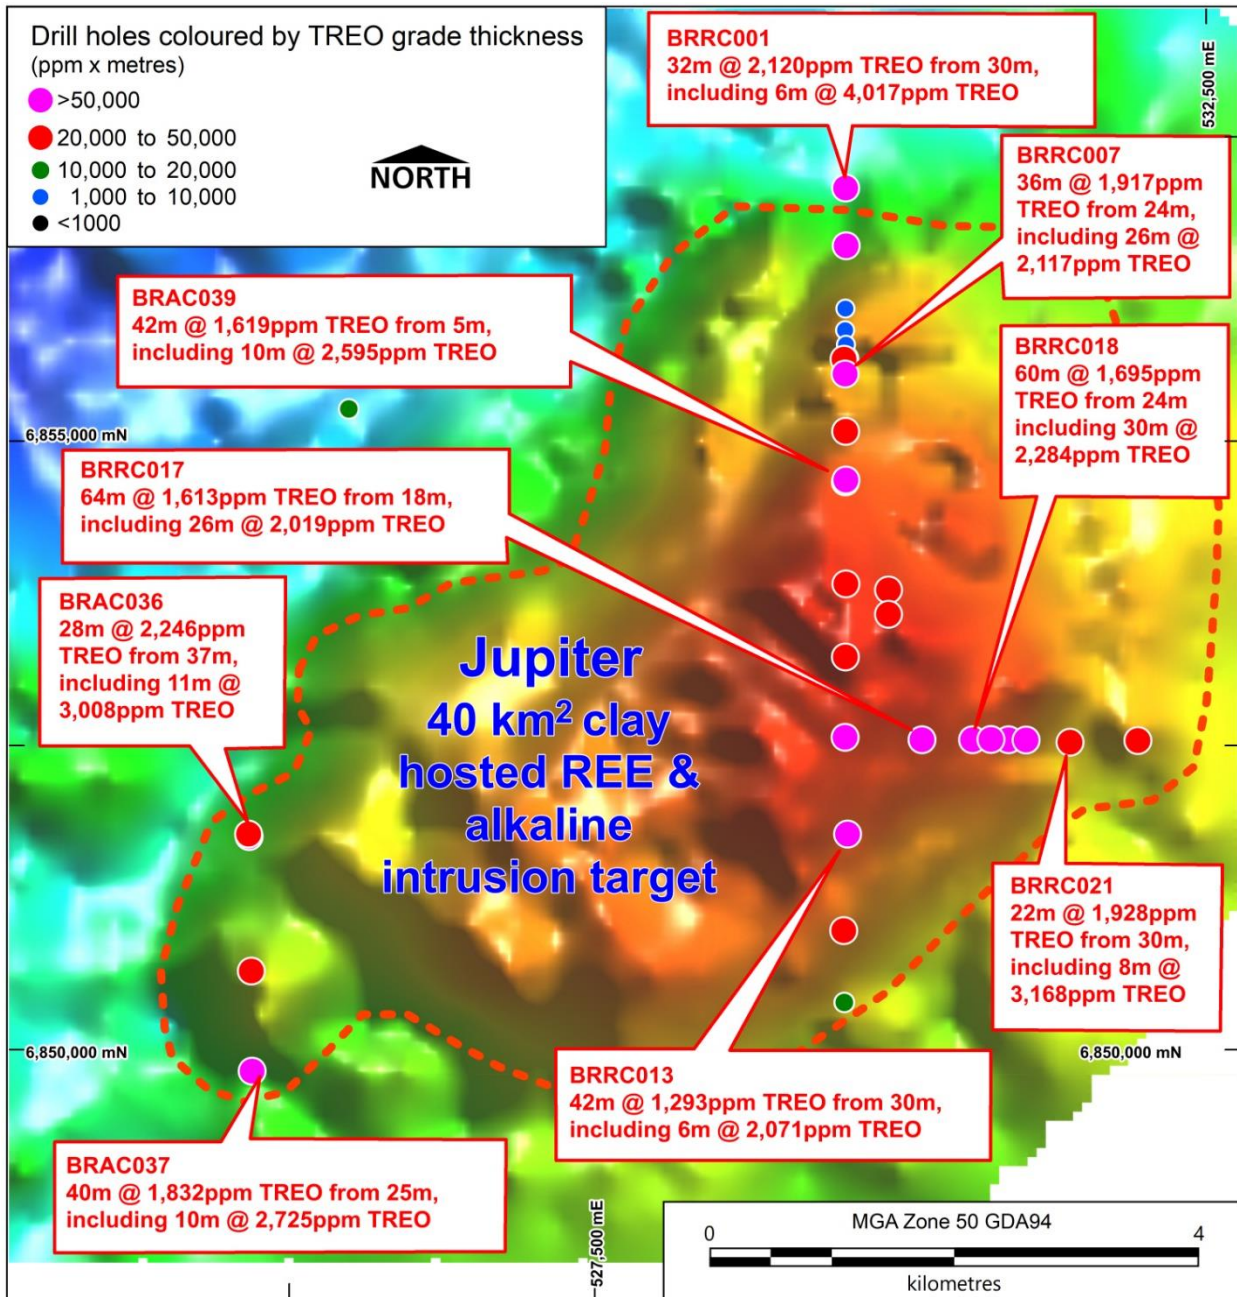 Drill holes coloured by TREO grade thickness
(ppm x metres)
>50,000
20,000 to 50,000
10,000 to 20,000
1,000 to 10,000
<1000
NORTH
BRRC001
32m @ 2,120ppm TREO from 30m,
including 6m @ 4,017ppm TREO
532,500 mE
BRRC007
36m @ 1,917ppm
TREO from 24m,
including 26m @
2,117ppm TREO
BRAC039
42m @ 1,619ppm TREO from 5m,
including 10m @ 2,595ppm TREO
BRRC018
60m @ 1,695ppm
TREO from 24m
including 30m @
2,284ppm TREO
6,855,000 mN
BRRC017
64m @ 1,613ppm TREO from 18m,
including 26m @ 2,019ppm TREO
BRAC036
28m @ 2,246ppm
TREO from 37m,
including 11m @
3,008ppm TREO
Jupiter
40 km² clay
hosted REE &
alkaline
intrusion target
BRRC021
22m @ 1,928ppm
TREO from 30m,
including 8m @
3,168ppm TREO
6,850,000 mN
6,850,000 mN
BRRC013
42m @ 1,293ppm TREO from 30m,
including 6m @ 2,071ppm TREO
BRAC037
40m @ 1,832ppm TREO from 25m,
including 10m @ 2,725ppm TREO
527,500 mE
MGA Zone 50 GDA94
0 4
kilometres